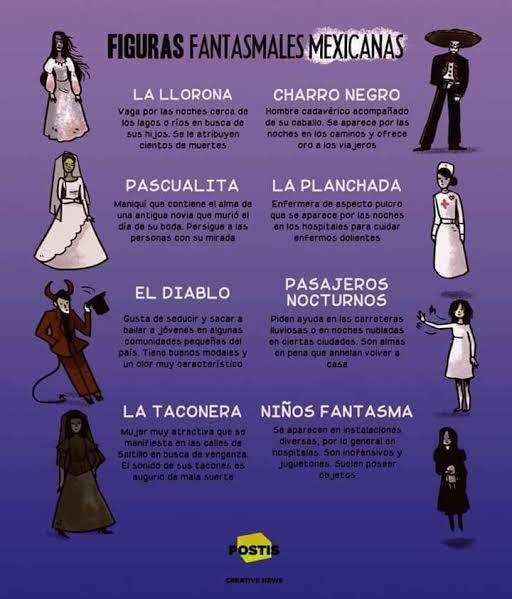 FIGURAS FANTASMALES MEXICANAS
LA LLORONA
Vaga por las noches cerca de
los lagos o ríos en busca de
sus hijos. Se le atribuyen
cientos de muertes
CHARRO NEGRO
Hombre cadavérico acompañado
de su caballo. Se aparece por las
noches en los caminos y ofrece
oro a los viajeros
PASCUALITA
Maniquí que contiene el alma de
una antigua novia que murió el
día de su boda. Persigue a las
personas con su mirada
LA PLANCHADA
Enfermera de aspecto pulcro
que se aparece por las noches
en los hospitales para cuidar
enfermos dolientes
EL DIABLO
Gusta de seducir y sacar a
bailar a jóvenes en algunas
comunidades pequeñas del
país. Tiene buenos modales y
un olor muy característico
PASAJEROS
NOCTURNOS
Piden ayuda en las carreteras
lluviosas o en noches nubladas
en ciertas ciudades. Son almas
en pena que anhelan volver a
casa
LA TACONERA
Mujer muy atractiva que se
manifiesta en las calles de
Saltillo en busca de venganza.
El sonido de sus tacones es
augurio de mala suerte
NIÑOS FANTASMA
Se aparecen en instalaciones
diversas, por lo general en
hospitales. Son inofensivos y
juguetones. Suelen poseer
objetos
POSTIS
CREATIVE NEWS